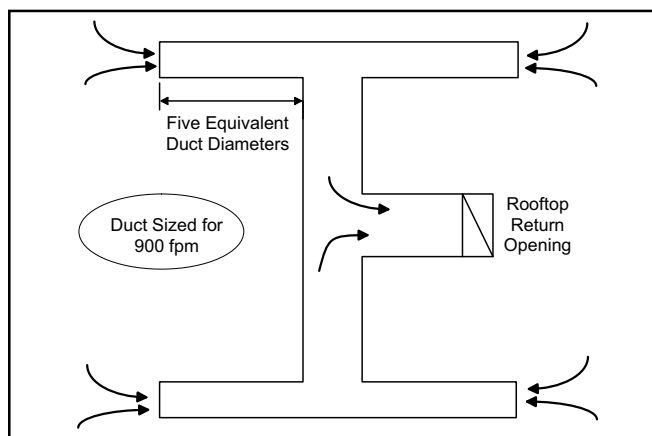 Five Equivalent
Duct Diameters
Duct Sized for
900 fpm
Rooftop
Return
Opening